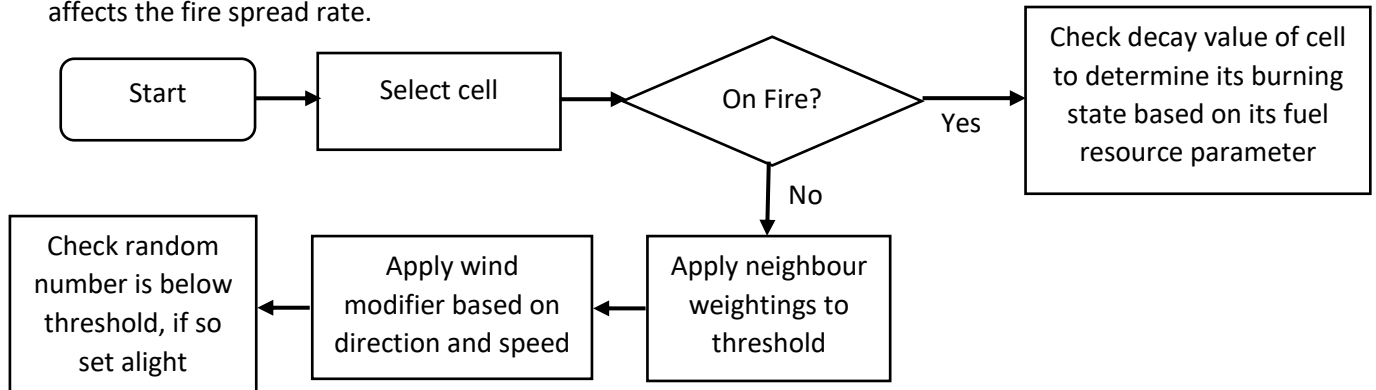 affects the fire spread rate.
Start
Select cell
On Fire?
Yes
Check decay value of cell
to determine its burning
state based on its fuel
resource parameter
No
Apply neighbour
weightings to
threshold
Apply wind
modifier based on
direction and speed
Check random
number is below
threshold, if so
set alight